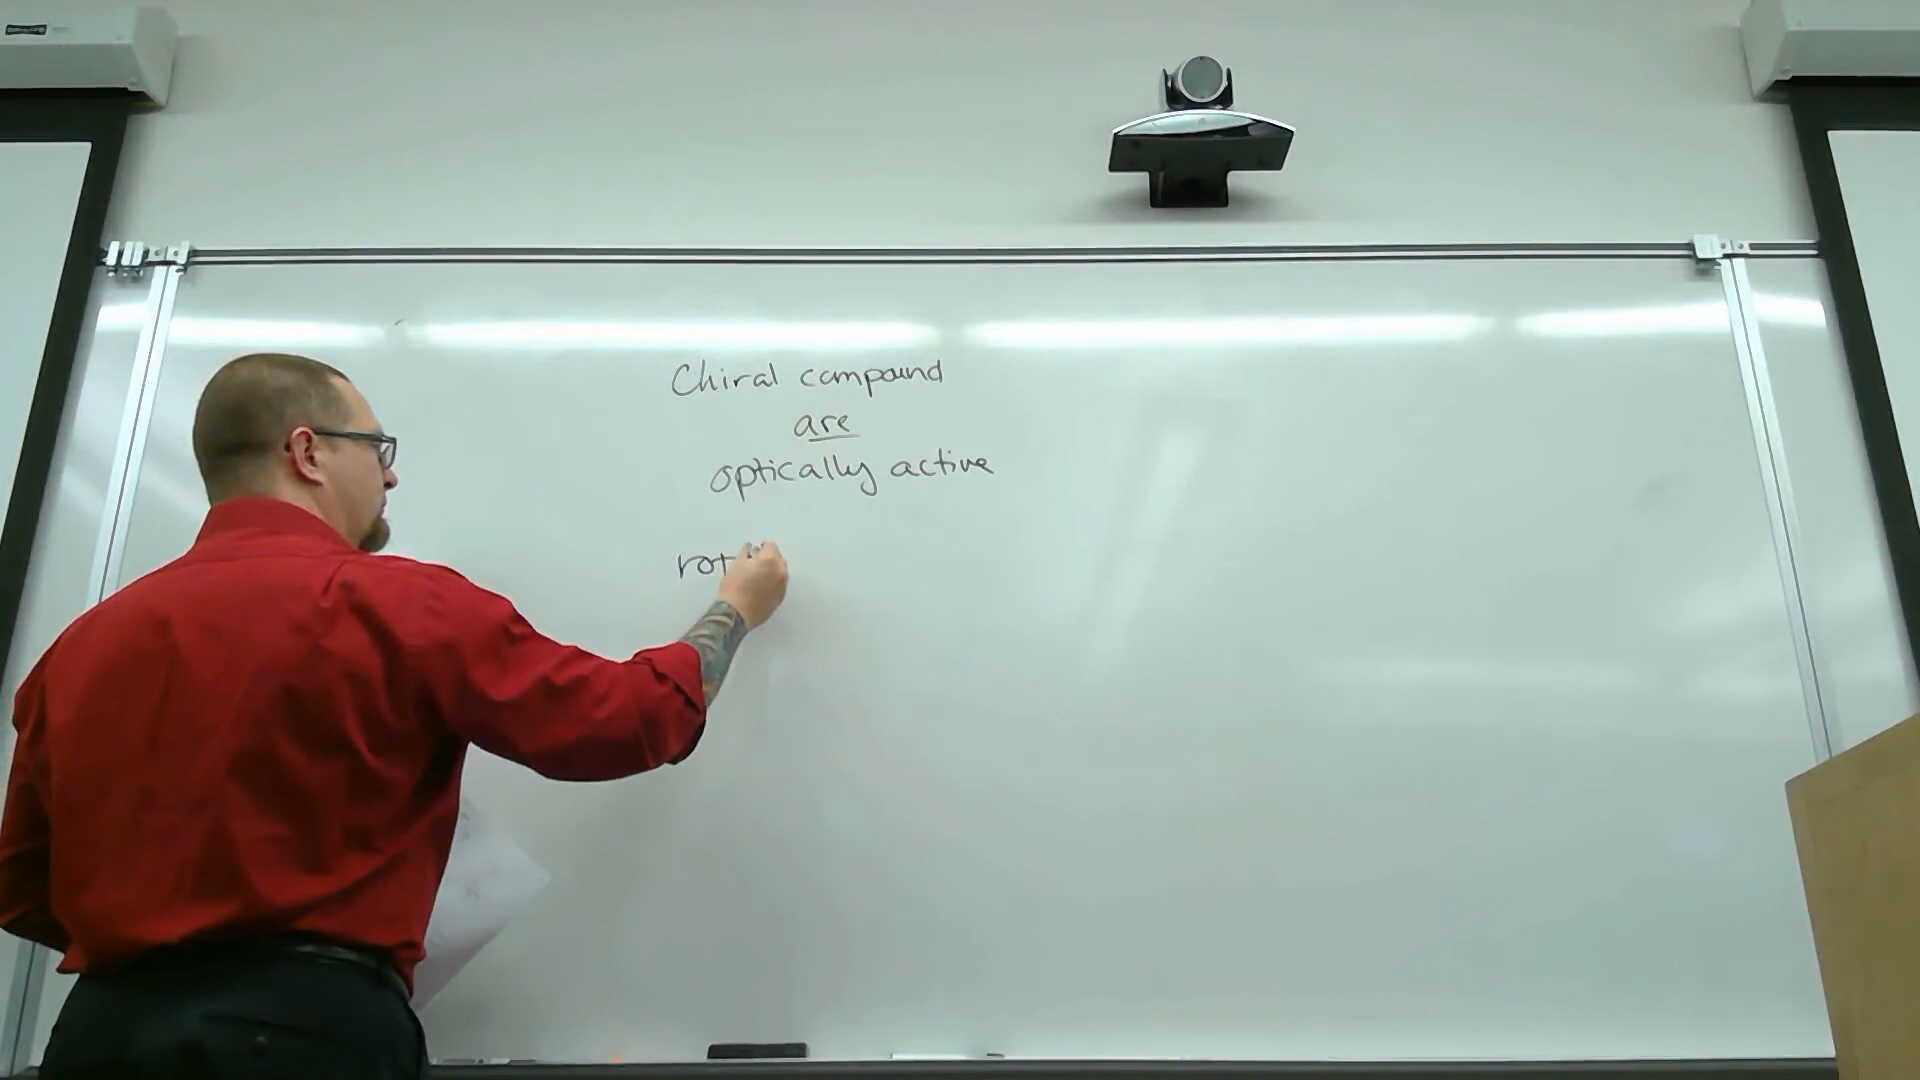 Chiral compound
are
optically active
rot